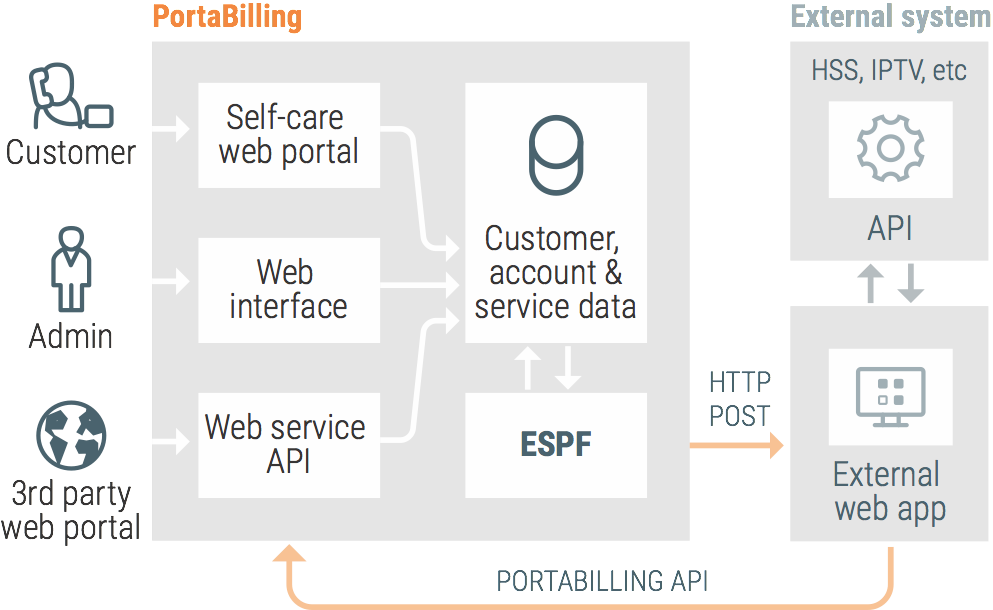 PortaBilling
External system
Customer
Admin
3rd party
web portal
Self-care
web portal
Web
interface
Web service
API
Customer,
account &
service data
ESPF
HTTP
POST
HSS, IPTV, etc
API
External
web app
PORTABILLING API